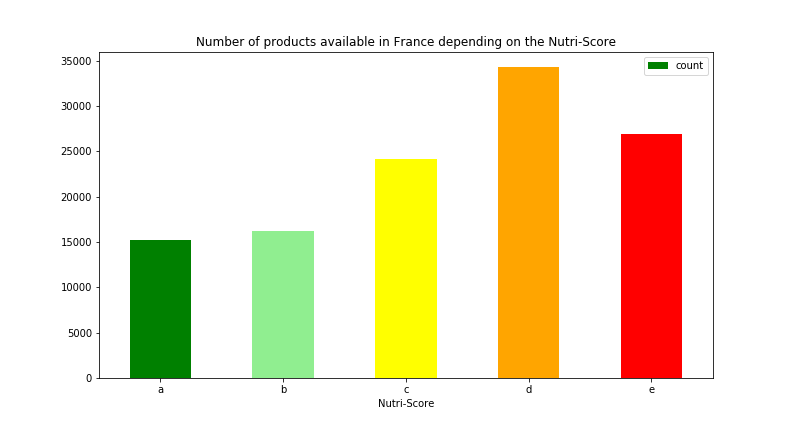 Number of products available in France depending on the Nutri-Score
count
35000
30000
25000
20000
15000
10000
5000
0
a b c d e
Nutri-Score